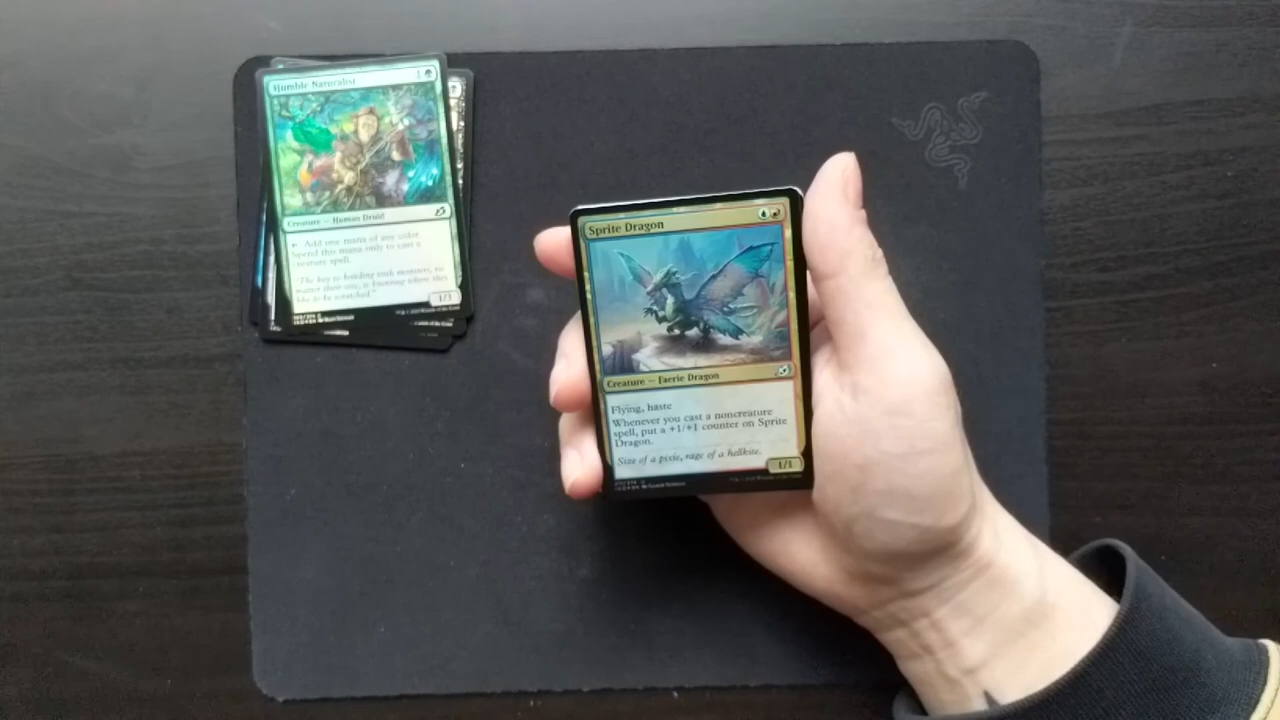 Humble Naturalist
1
Creature — Human Druid
Add one mana of any color.
Spend this mana only to cast a
creature spell.
1/1
Sprite Dragon
Creature — Faerie Dragon
Flying, haste
Whenever you cast a noncreature
spell, put a +1/+1 counter on Sprite
Dragon.
Size of a pixie, rage of a hellkite.
1/1